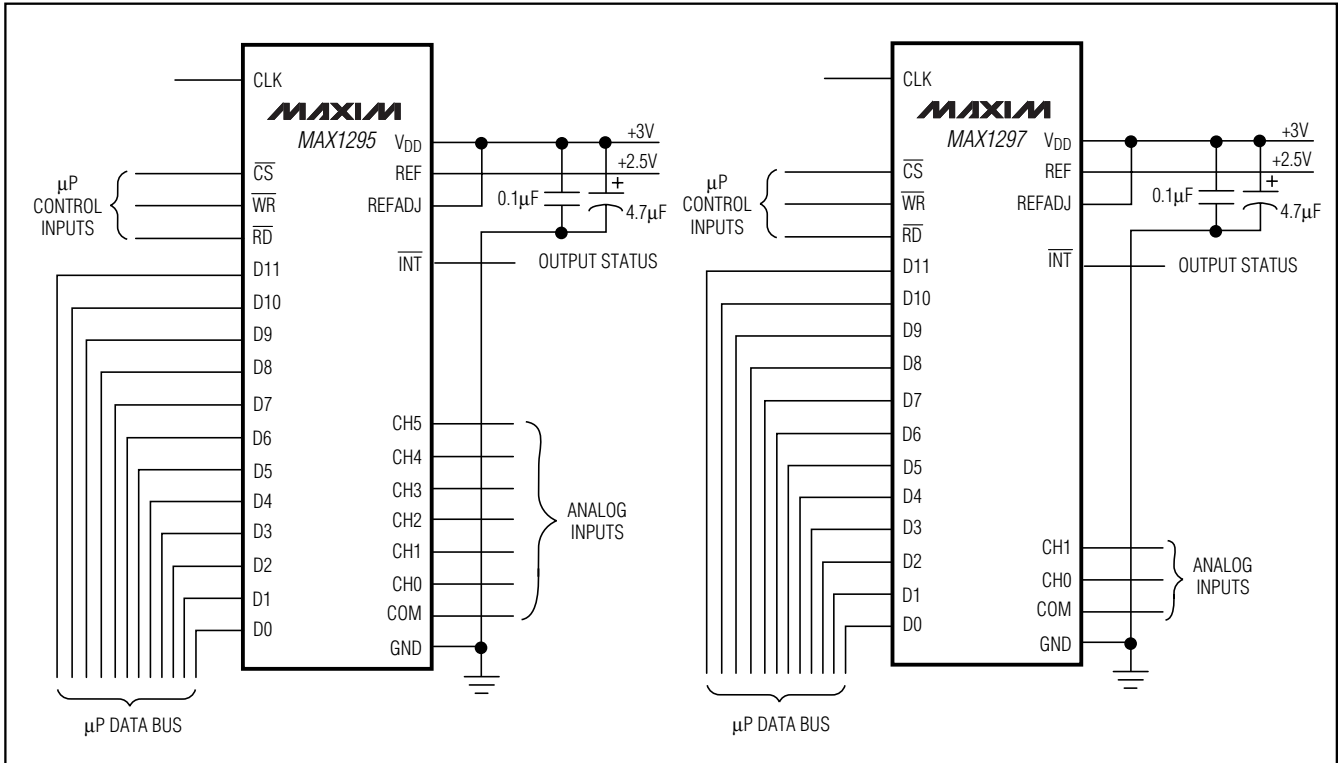 CLK
MAXIM
MAX1295
VDD
+3V
CS
REF
+2.5V
µP
CONTROL
INPUTS
WR
REFADJ
0.1µF
+
4.7µF
RD
INT
OUTPUT STATUS
D11
D10
D9
D8
D7
D6
D5
D4
D3
D2
D1
D0
CH5
CH4
CH3
CH2
CH1
CH0
COM
GND
ANALOG
INPUTS
µP DATA BUS
CLK
MAXIM
MAX1297
VDD
+3V
CS
REF
+2.5V
µP
CONTROL
INPUTS
WR
REFADJ
0.1µF
+
4.7µF
RD
INT
OUTPUT STATUS
D11
D10
D9
D8
D7
D6
D5
D4
D3
D2
D1
D0
CH1
CH0
COM
GND
ANALOG
INPUTS
µP DATA BUS